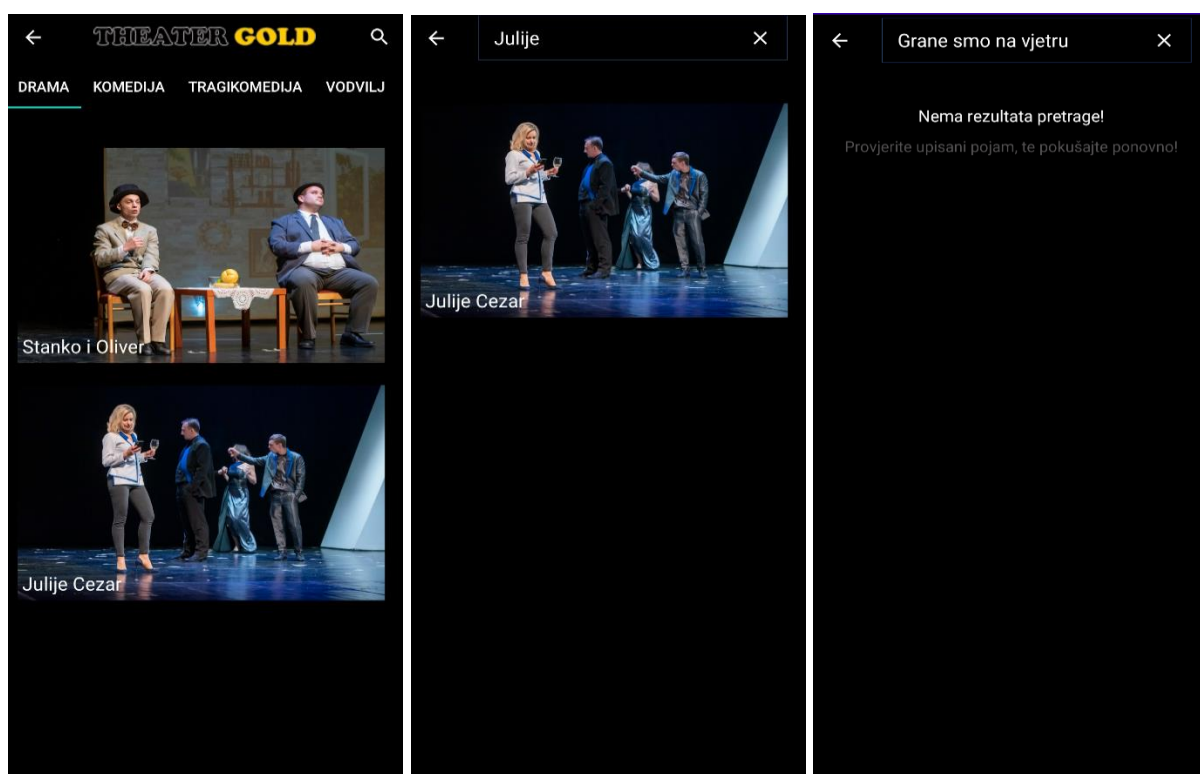 THEATER GOLD
DRAMA KOMEDIJA TRAGIKOMEDIJA VODVILJ
Stanko i Oliver
Julije Cezar
Julije
Julije Cezar
Grane smo na vjetru
Nema rezultata pretrage!
Provjerite upisani pojam, te pokušajte ponovno!